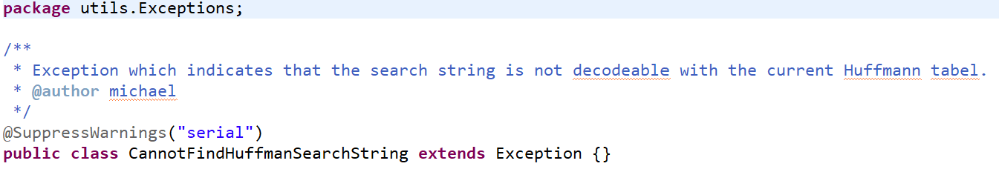 package utils.Exceptions;
/**
* Exception which indicates that the search string is not decodeable with the current Huffmann tabel.
* @author michael
*/
@SuppressWarnings("serial")
public class CannotFindHuffmanSearchString extends Exception {}